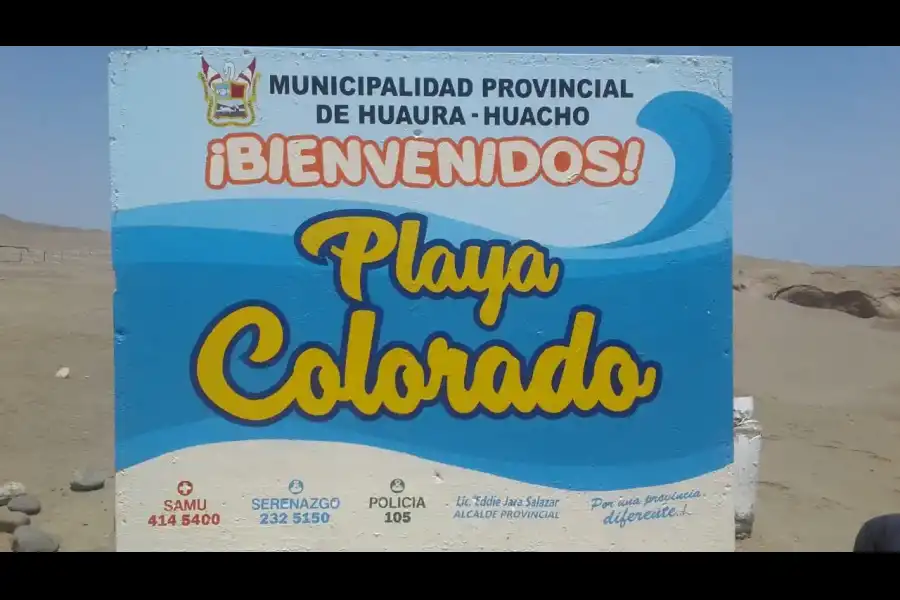 MUNICIPALIDAD PROVINCIAL
DE HUAURA - HUACHO
¡BIENVENIDOS!
Playa
Colorado
SAMU
414 5400
SERENAZGO
232 5150
POLICIA
105
Lic. Eddie Jara Salazar
ALCALDE PROVINCIAL
Por una provincia
diferente..!